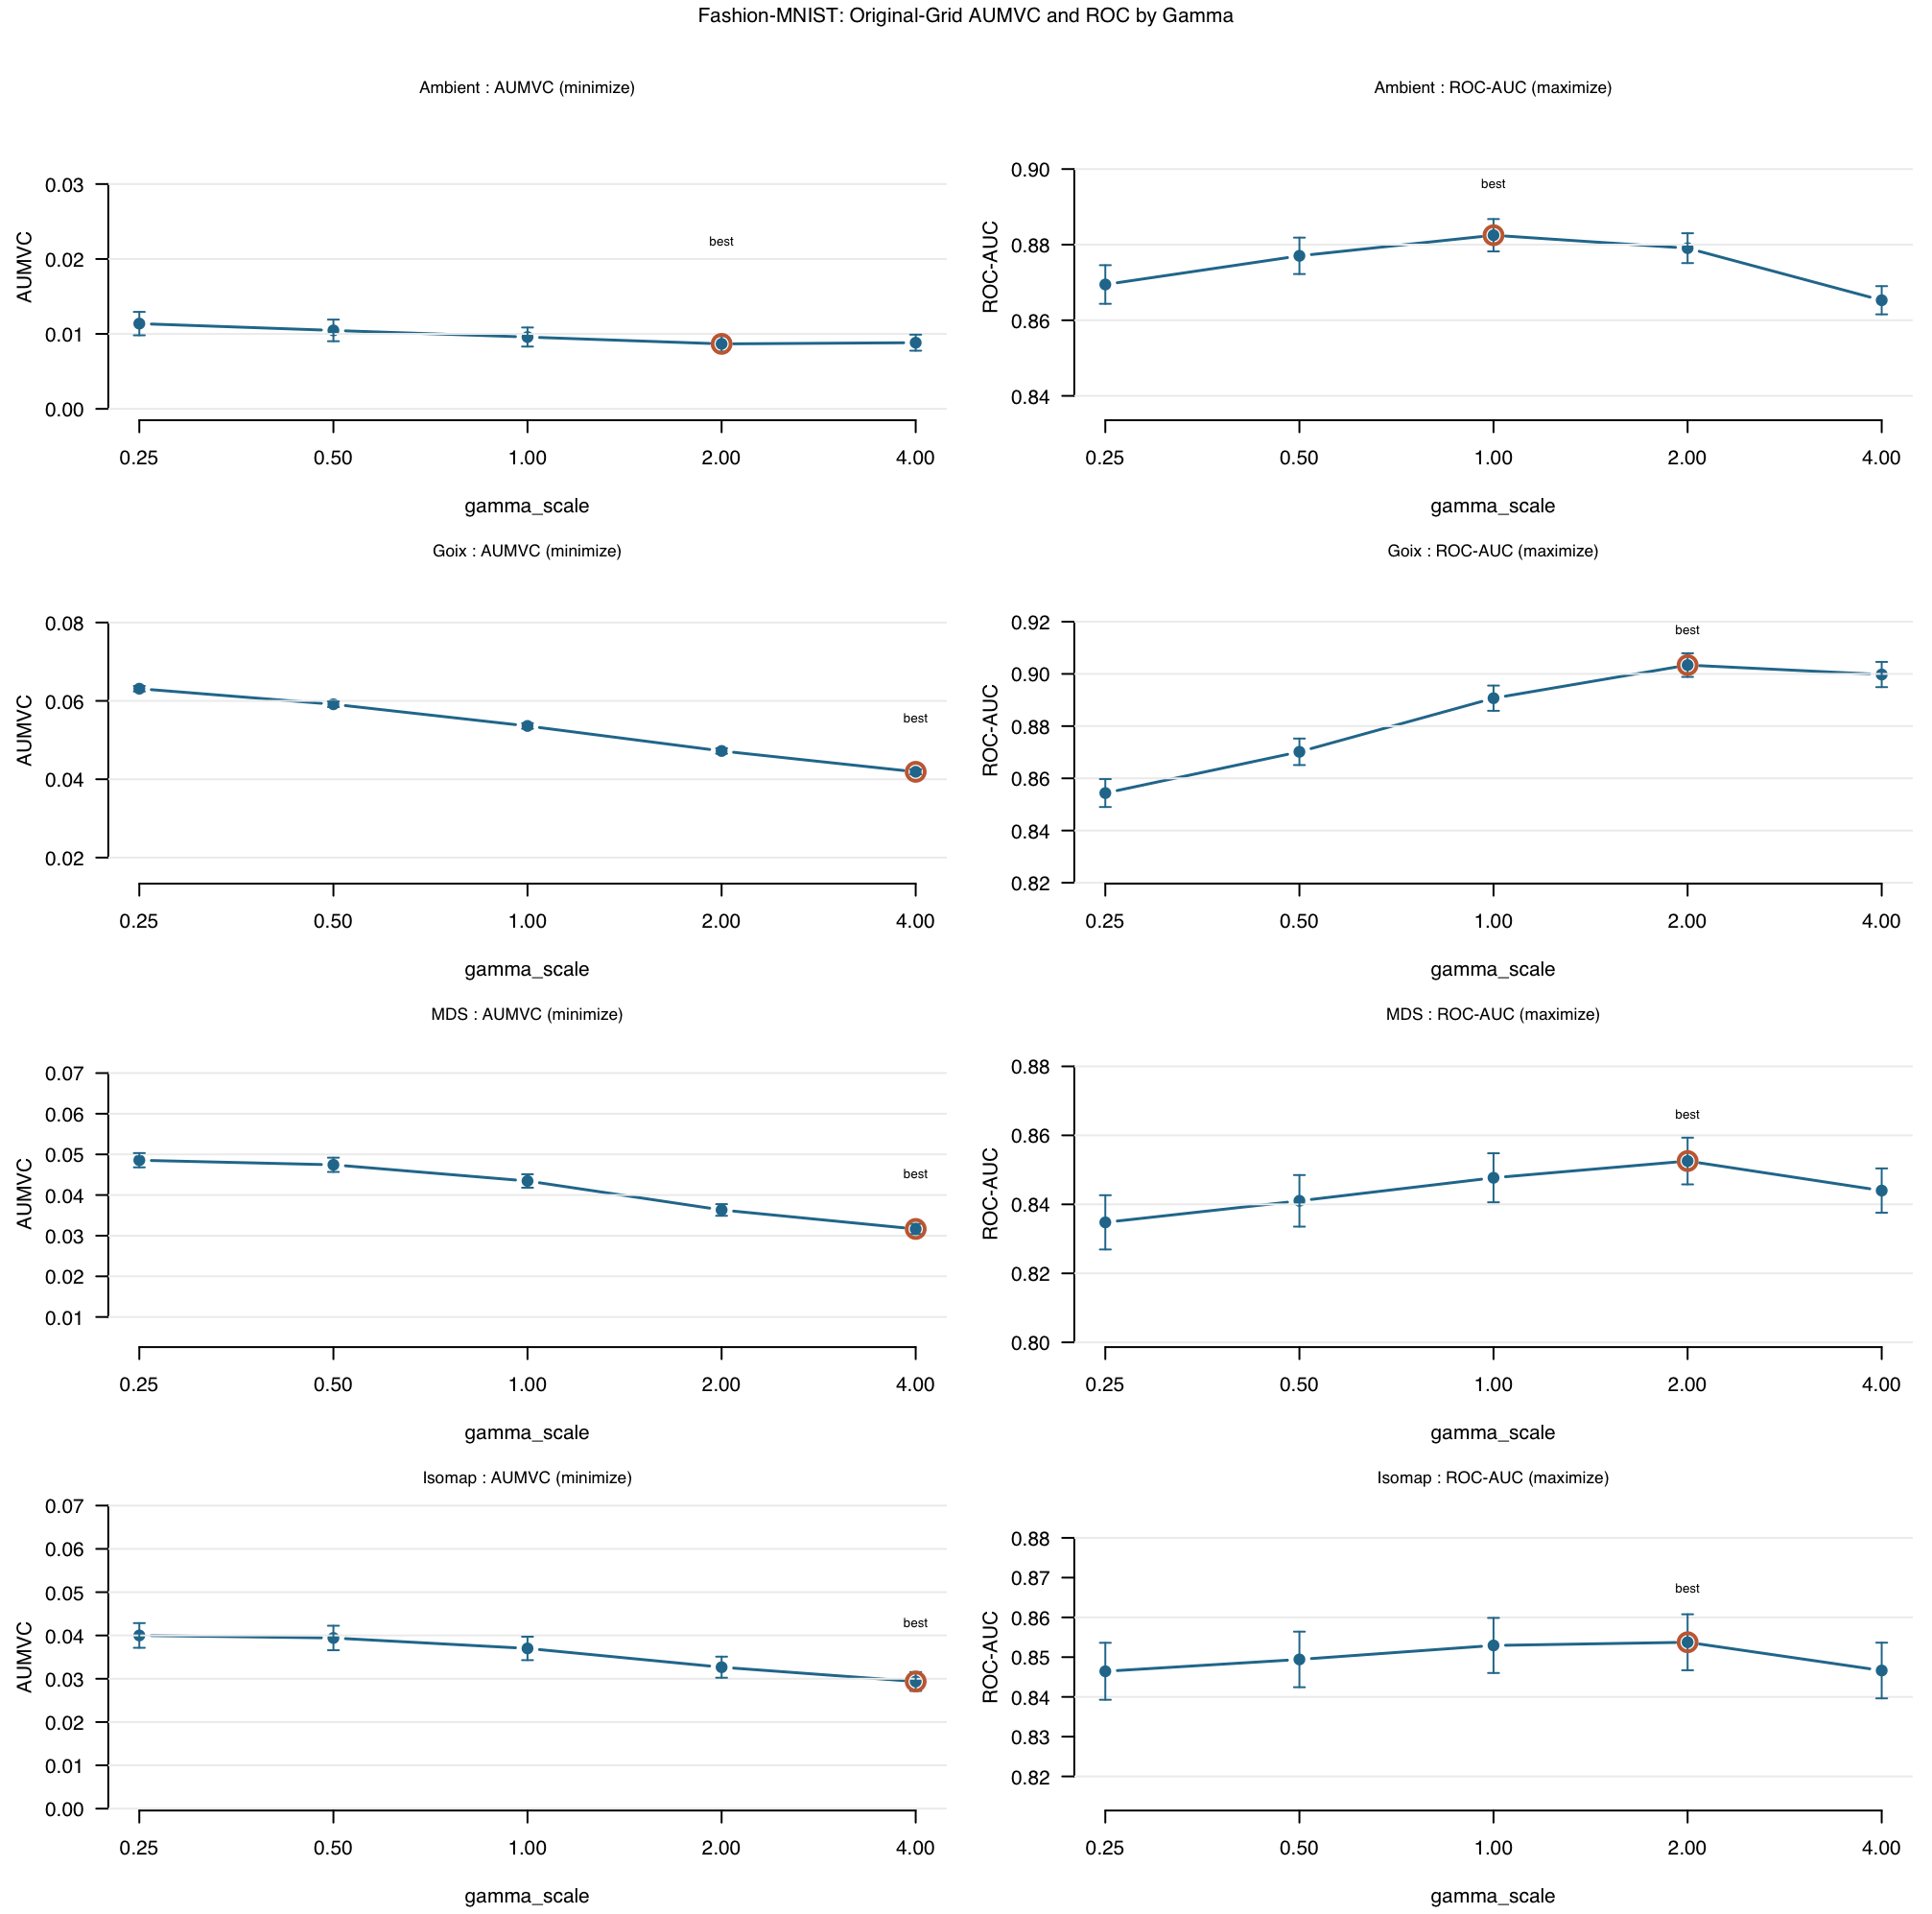 Fashion-MNIST: Original-Grid AUMVC and ROC by Gamma
Ambient : AUMVC (minimize)
AUMVC
0.03
0.02
0.01
0.00
best
0.25 0.50 1.00 2.00 4.00
gamma_scale
Ambient : ROC-AUC (maximize)
ROC-AUC
0.90
0.88
0.86
0.84
best
0.25 0.50 1.00 2.00 4.00
gamma_scale
Goix : AUMVC (minimize)
AUMVC
0.08
0.06
0.04
0.02
best
0.25 0.50 1.00 2.00 4.00
gamma_scale
Goix : ROC-AUC (maximize)
ROC-AUC
0.92
0.90
0.88
0.86
0.84
0.82
best
0.25 0.50 1.00 2.00 4.00
gamma_scale
MDS : AUMVC (minimize)
AUMVC
0.07
0.06
0.05
0.04
0.03
0.02
0.01
best
0.25 0.50 1.00 2.00 4.00
gamma_scale
MDS : ROC-AUC (maximize)
ROC-AUC
0.88
0.86
0.84
0.82
0.80
best
0.25 0.50 1.00 2.00 4.00
gamma_scale
Isomap : AUMVC (minimize)
AUMVC
0.07
0.06
0.05
0.04
0.03
0.02
0.01
0.00
best
0.25 0.50 1.00 2.00 4.00
gamma_scale
Isomap : ROC-AUC (maximize)
ROC-AUC
0.88
0.87
0.86
0.85
0.84
0.83
0.82
best
0.25 0.50 1.00 2.00 4.00
gamma_scale